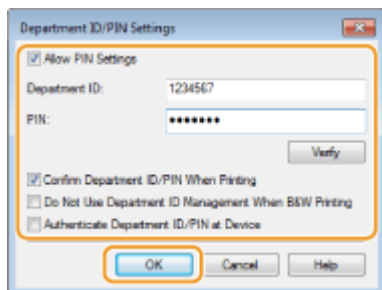 Department ID/PIN Settings
Allow PIN Settings
Department ID: 1234567
PIN: •••••••
Verify
Confirm Department ID/PIN When Printing
Do Not Use Department ID Management When B&W Printing
Authenticate Department ID/PIN at Device
OK Cancel Help